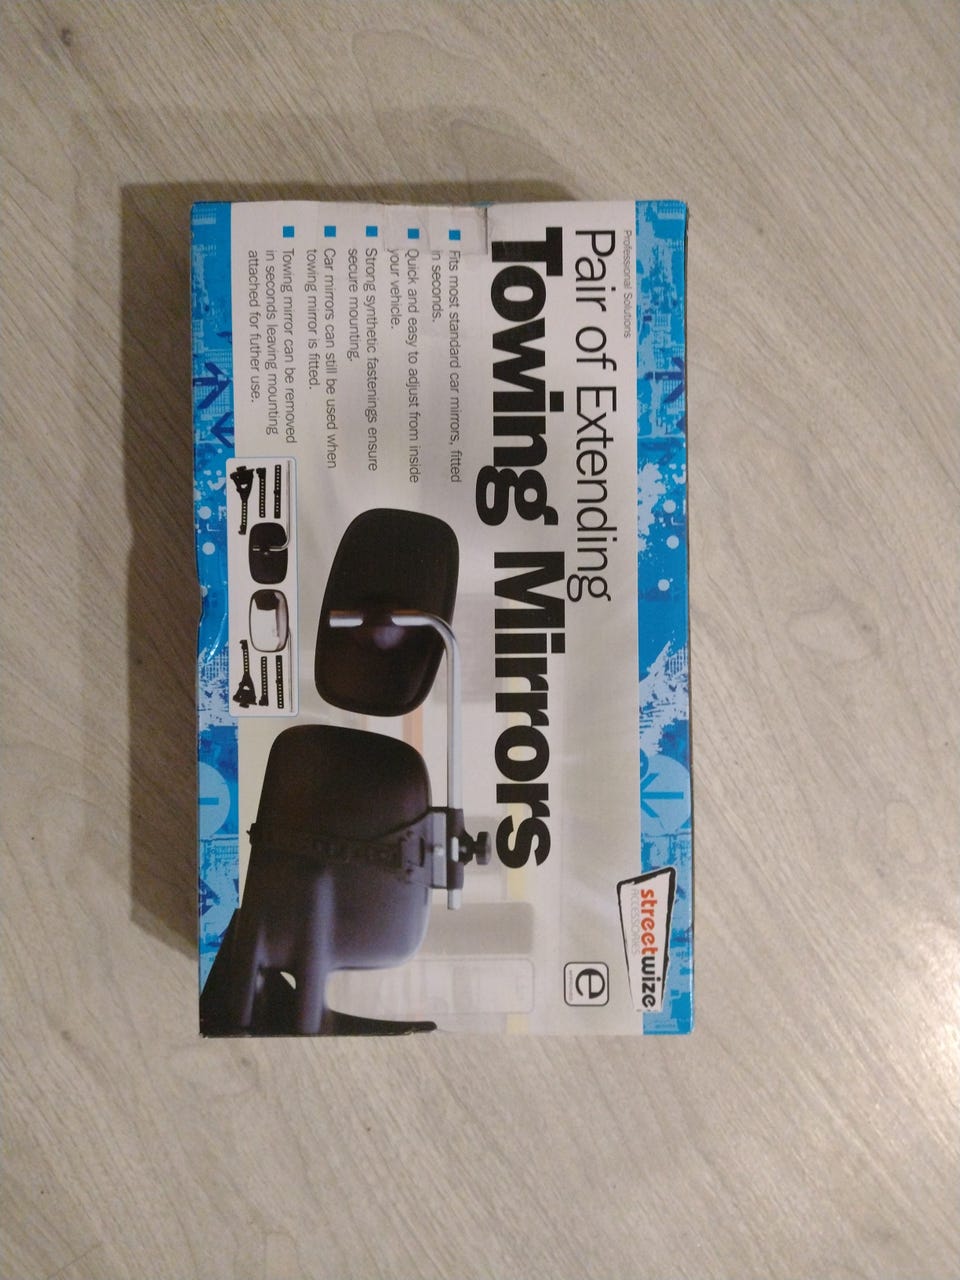 Professional Solutions
Pair of Extending
Towing Mirrors
streetwize
ACCESSORIES
e
Fits most standard car mirrors, fitted
in seconds.
Quick and easy to adjust from inside
your vehicle.
Strong synthetic fastenings ensure
secure mounting.
Car mirrors can still be used when
towing mirror is fitted.
Towing mirror can be removed
in seconds leaving mounting
attached for futher use.